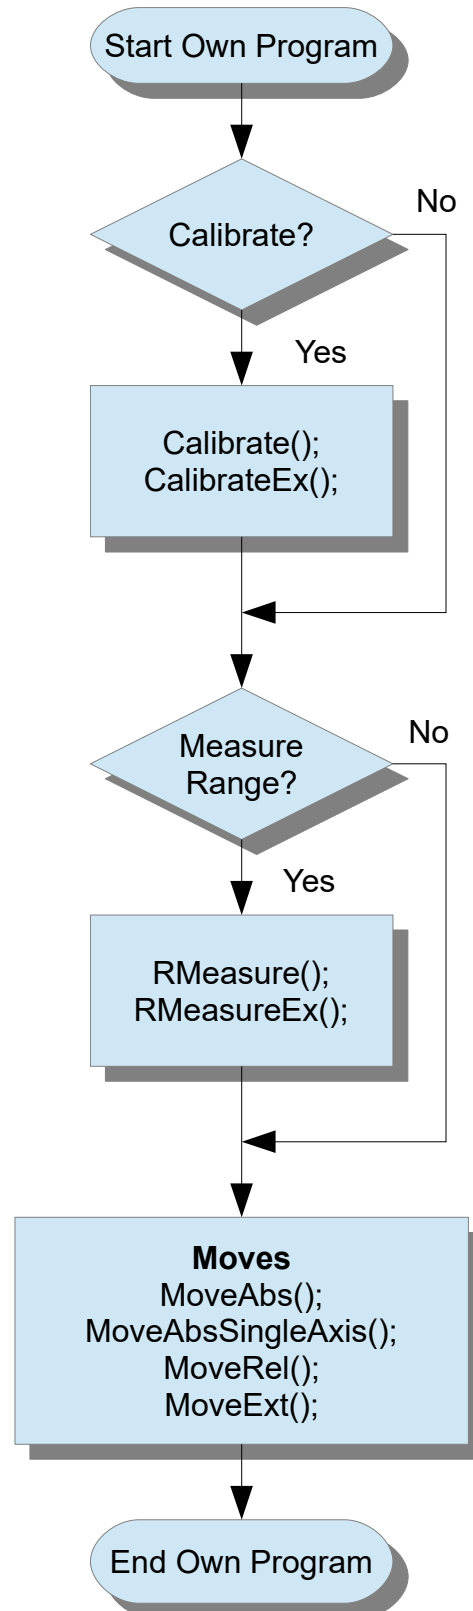 Start Own Program
No
Calibrate?
Yes
Calibrate();
CalibrateEx();
No
Measure
Range?
Yes
RMeasure();
RMeasureEx();
Moves
MoveAbs();
MoveAbsSingleAxis();
MoveRel();
MoveExt();
End Own Program